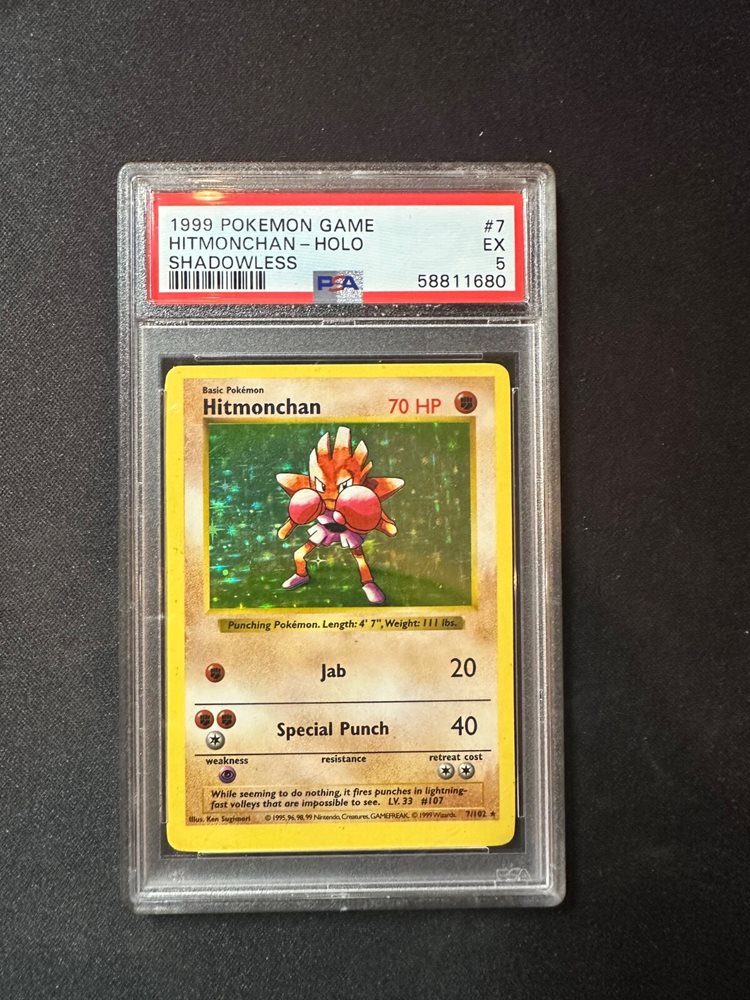 1999 POKEMON GAME #7
HITMONCHAN – HOLO EX
SHADOWLESS 5
PSA 58811680
Basic Pokémon
Hitmonchan 70 HP
Punching Pokémon. Length: 4' 7", Weight: 111 lbs.
Jab 20
Special Punch 40
weakness resistance retreat cost
While seeming to do nothing, it fires punches in lightning-
fast volleys that are impossible to see. LV. 33 #107
Illus. Ken Sugimori © 1995, 96, 98, 99 Nintendo, Creatures, GAMEFREAK. © 1999 Wizards. 7/102 ★
PSA